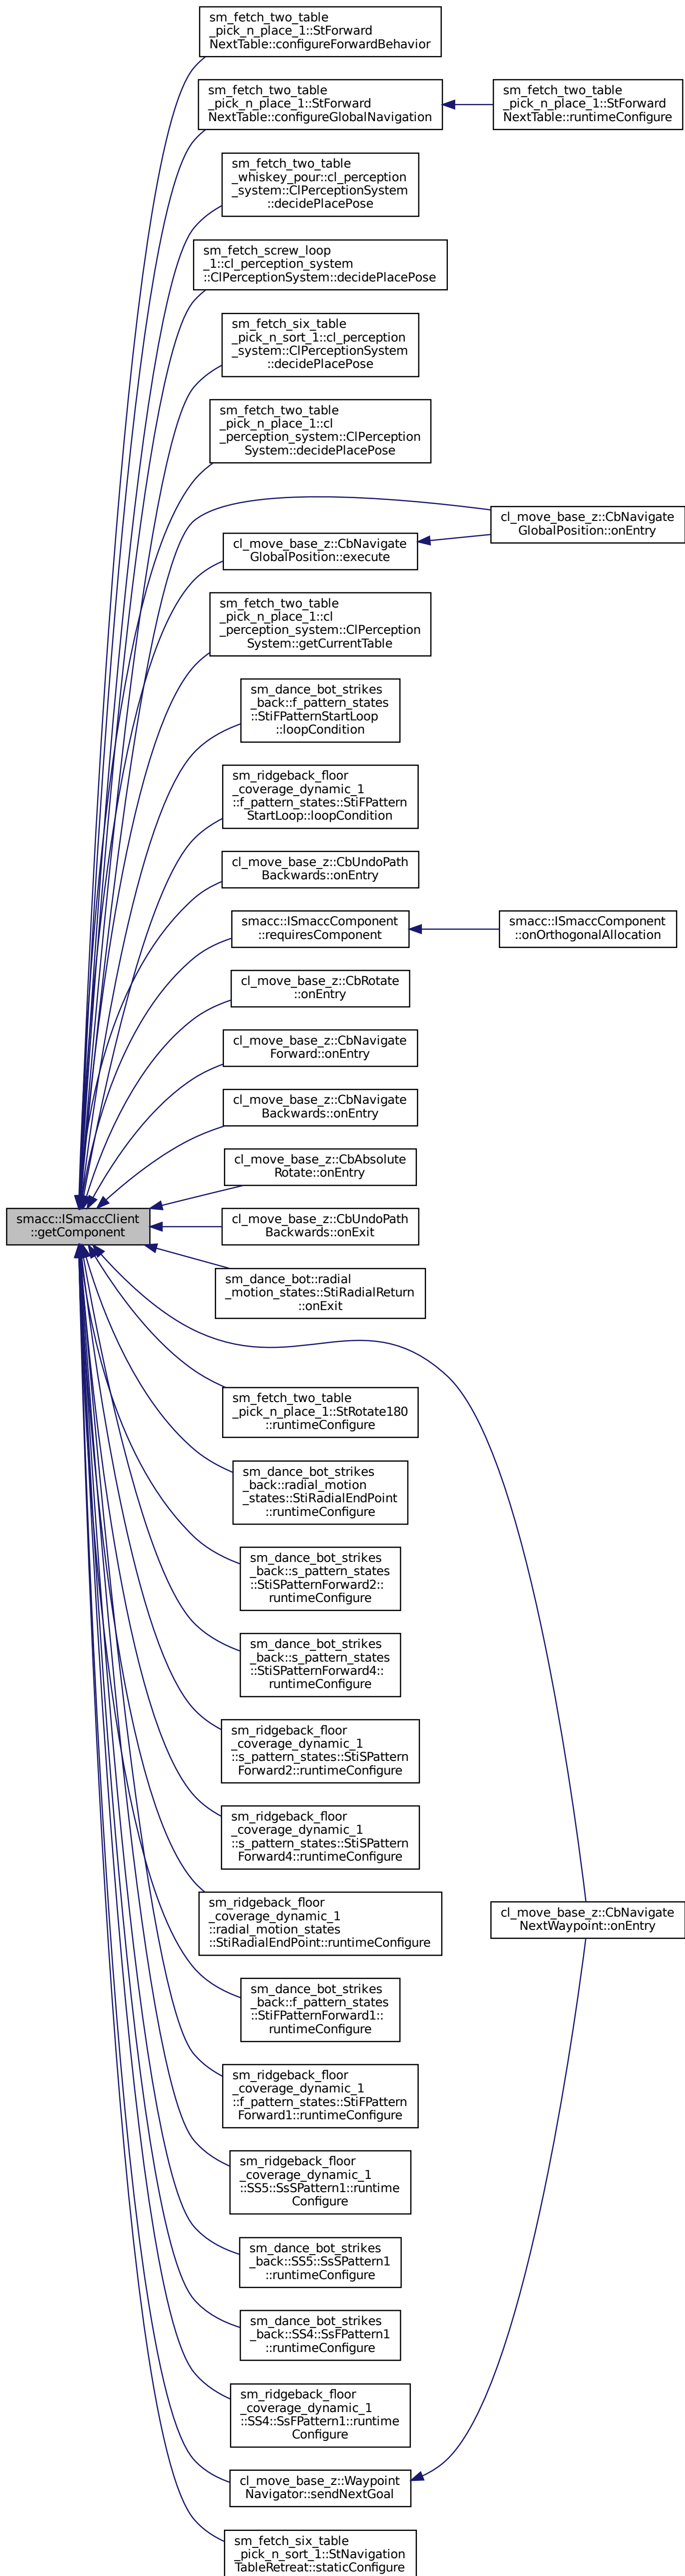 sm_fetch_two_table
_pick_n_place_1::StForward
NextTable::configureForwardBehavior
sm_fetch_two_table
_pick_n_place_1::StForward
NextTable::configureGlobalNavigation
sm_fetch_two_table
_pick_n_place_1::StForward
NextTable::runtimeConfigure
sm_fetch_two_table
_whiskey_pour::cl_perception
_system::ClPerceptionSystem
::decidePlacePose
sm_fetch_screw_loop
_1::cl_perception_system
::ClPerceptionSystem::decidePlacePose
sm_fetch_six_table
_pick_n_sort_1::cl_perception
_system::ClPerceptionSystem
::decidePlacePose
sm_fetch_two_table
_pick_n_place_1::cl
_perception_system::ClPerception
System::decidePlacePose
cl_move_base_z::CbNavigate
GlobalPosition::onEntry
cl_move_base_z::CbNavigate
GlobalPosition::execute
sm_fetch_two_table
_pick_n_place_1::cl
_perception_system::ClPerception
System::getCurrentTable
sm_dance_bot_strikes
_back::f_pattern_states
::StiFPatternStartLoop
::loopCondition
sm_ridgeback_floor
_coverage_dynamic_1
::f_pattern_states::StiFPattern
StartLoop::loopCondition
cl_move_base_z::CbUndoPath
Backwards::onEntry
smacc::ISmaccComponent
::requiresComponent
smacc::ISmaccComponent
::onOrthogonalAllocation
cl_move_base_z::CbRotate
::onEntry
cl_move_base_z::CbNavigate
Forward::onEntry
cl_move_base_z::CbNavigate
Backwards::onEntry
cl_move_base_z::CbAbsolute
Rotate::onEntry
smacc::ISmaccClient
::getComponent
cl_move_base_z::CbUndoPath
Backwards::onExit
sm_dance_bot::radial
_motion_states::StiRadialReturn
::onExit
sm_fetch_two_table
_pick_n_place_1::StRotate180
::runtimeConfigure
sm_dance_bot_strikes
_back::radial_motion
_states::StiRadialEndPoint
::runtimeConfigure
sm_dance_bot_strikes
_back::s_pattern_states
::StiSPatternForward2::
runtimeConfigure
sm_dance_bot_strikes
_back::s_pattern_states
::StiSPatternForward4::
runtimeConfigure
sm_ridgeback_floor
_coverage_dynamic_1
::s_pattern_states::StiSPattern
Forward2::runtimeConfigure
sm_ridgeback_floor
_coverage_dynamic_1
::s_pattern_states::StiSPattern
Forward4::runtimeConfigure
sm_ridgeback_floor
_coverage_dynamic_1
::radial_motion_states
::StiRadialEndPoint::runtimeConfigure
cl_move_base_z::CbNavigate
NextWaypoint::onEntry
sm_dance_bot_strikes
_back::f_pattern_states
::StiFPatternForward1::
runtimeConfigure
sm_ridgeback_floor
_coverage_dynamic_1
::f_pattern_states::StiFPattern
Forward1::runtimeConfigure
sm_ridgeback_floor
_coverage_dynamic_1
::SS5::SsSPattern1::runtime
Configure
sm_dance_bot_strikes
_back::SS5::SsSPattern1
::runtimeConfigure
sm_dance_bot_strikes
_back::SS4::SsFPattern1
::runtimeConfigure
sm_ridgeback_floor
_coverage_dynamic_1
::SS4::SsFPattern1::runtime
Configure
cl_move_base_z::Waypoint
Navigator::sendNextGoal
sm_fetch_six_table
_pick_n_sort_1::StNavigation
TableRetreat::staticConfigure